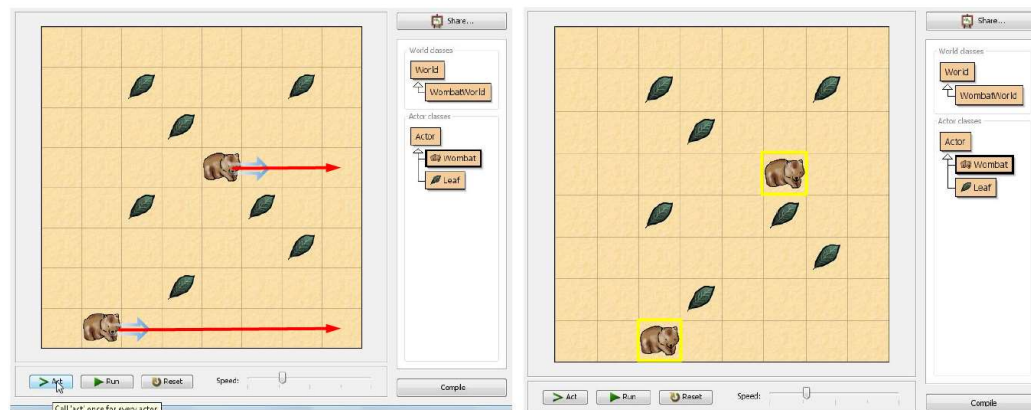 Share...
World classes
World
WombatWorld
Actor classes
Actor
Wombat
Leaf
> Act
Run
Reset
Speed:
Compile
Call 'act' once for every actor
Share...
World classes
World
WombatWorld
Actor classes
Actor
Wombat
Leaf
> Act
Run
Reset
Speed:
Compile